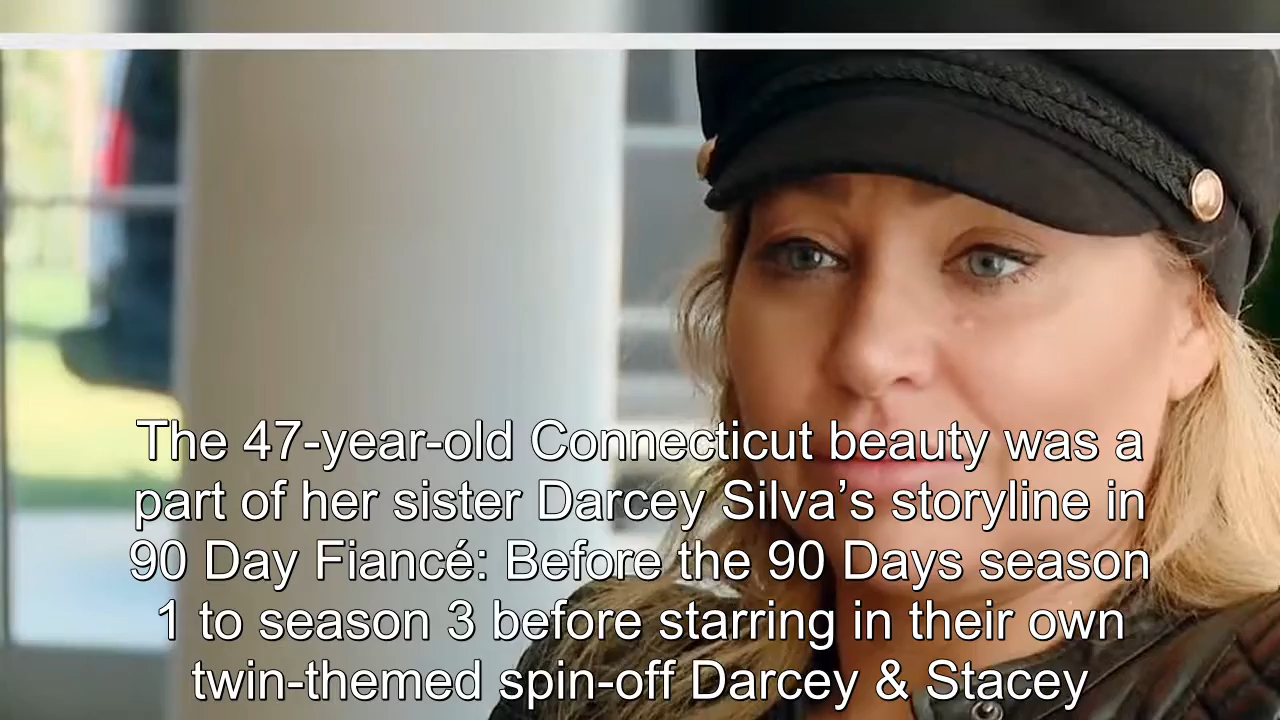 The 47-year-old Connecticut beauty was a
part of her sister Darcey Silva’s storyline in
90 Day Fiancé: Before the 90 Days season
1 to season 3 before starring in their own
twin-themed spin-off Darcey & Stacey